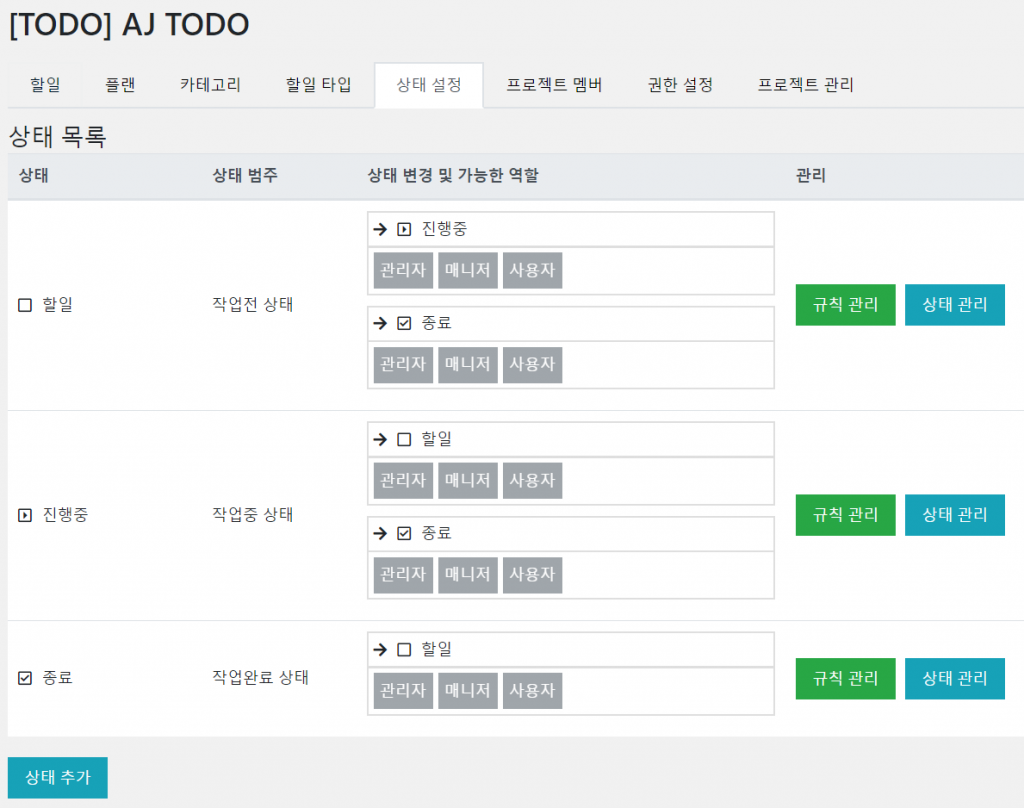 [TODO] AJ TODO
할일 플랜 카테고리 할일 타입 상태 설정 프로젝트 멤버 권한 설정 프로젝트 관리
상태 목록
상태 상태 범주 상태 변경 및 가능한 역할 관리
진행중
관리자 매니저 사용자
할일 작업전 상태 규칙 관리 상태 관리
종료
관리자 매니저 사용자
할일
관리자 매니저 사용자
진행중 작업중 상태 규칙 관리 상태 관리
종료
관리자 매니저 사용자
할일
종료 작업완료 상태 규칙 관리 상태 관리
관리자 매니저 사용자
상태 추가